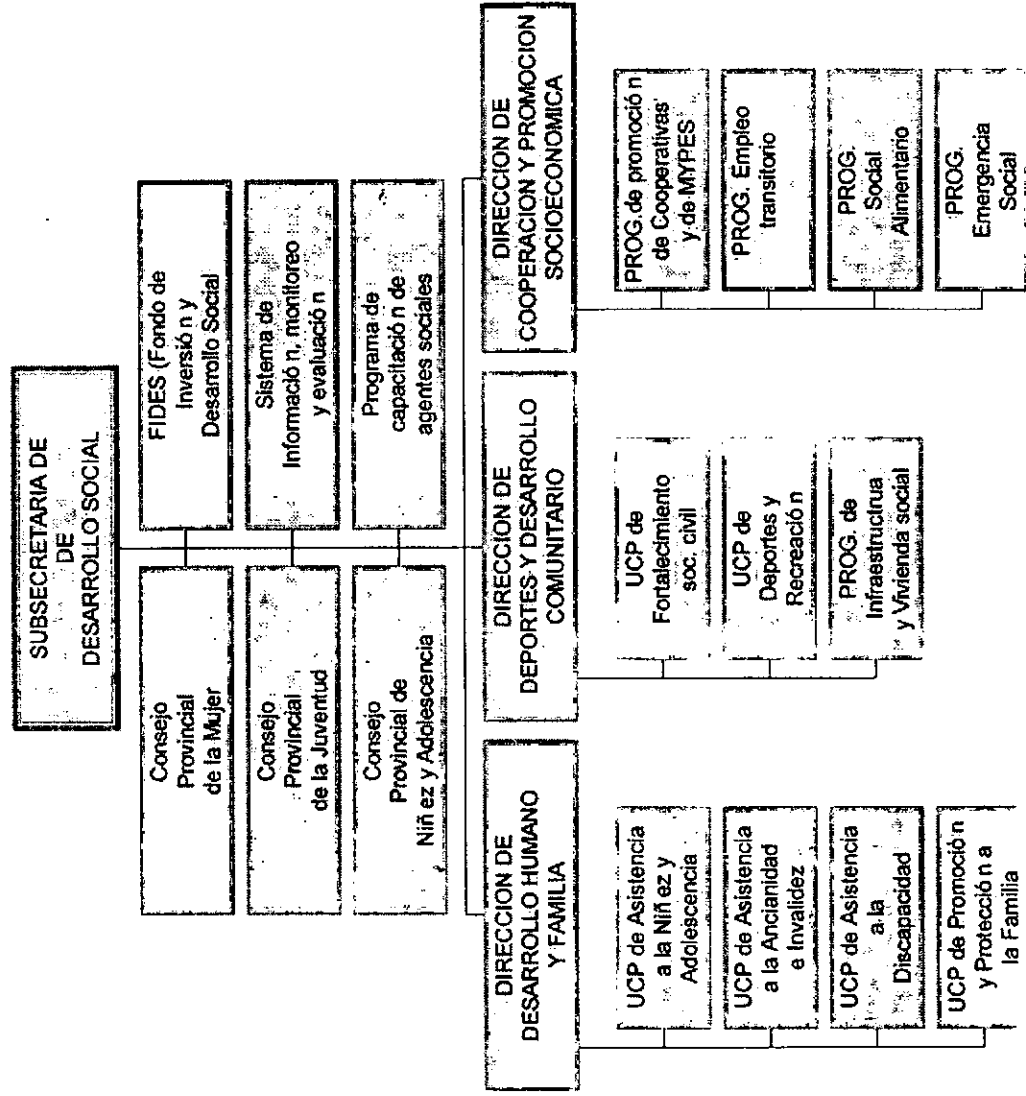 SUBSECRETARIA DE
DE
DESARROLLO SOCIAL
Consejo
Provincial
de la Mujer
FIDES (Fondo de
Inversión y
Desarrollo Social
Consejo
Provincial
de la Juventud
Sistema de
Información, monitoreo
y evaluación
Consejo
Provincial de
Niñez y Adolescencia
Programa de
capacitación de
agentes sociales
DIRECCION DE
DESARROLLO HUMANO
Y FAMILIA
DIRECCION DE
DEPORTES Y DESARROLLO
COMUNITARIO
DIRECCION DE
COOPERACION Y PROMOCION
SOCIOECONOMICA
UCP de Asistencia
a la Niñez y
Adolescencia
UCP de Asistencia
a la Ancianidad
e Invalidez
UCP de Asistencia
a la
Discapacidad
UCP de Promoción
y Protección a
la Familia
UCP de
Fortalecimiento
soc. civil
UCP de
Deportes y
Recreación
PROG. de
Infraestructrua
y Vivienda social
PROG. de promoción
de Cooperativas
y de MYPES
PROG. Empleo
transitorio
PROG.
Social
Alimentario
PROG.
Emergencia
Social